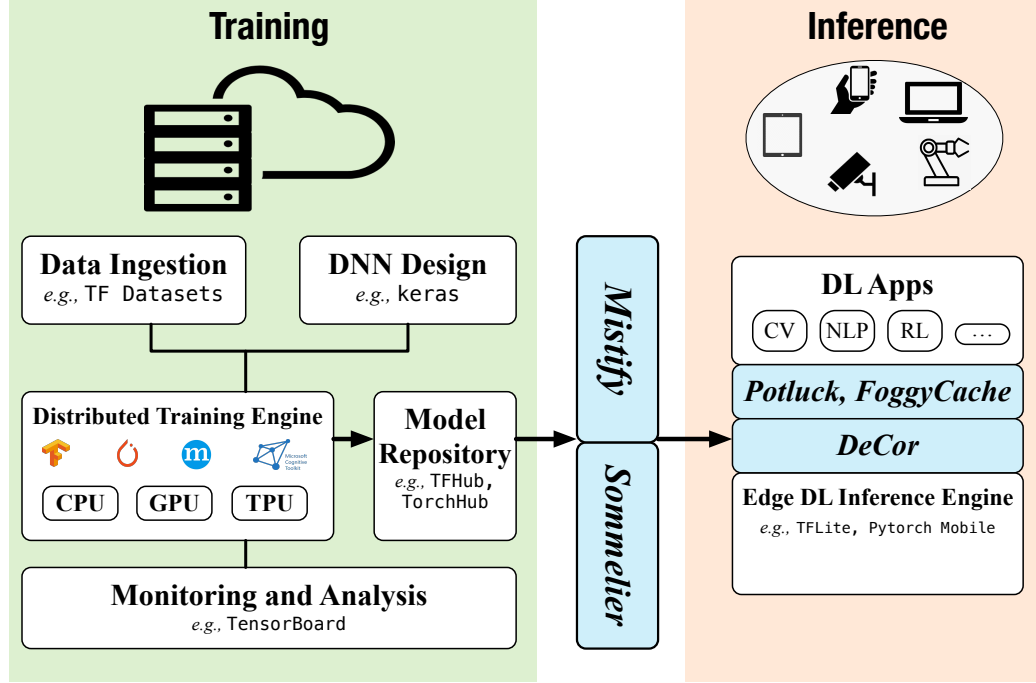 Training
Inference
Data Ingestion
e.g., TF Datasets
DNN Design
e.g., keras
Distributed Training Engine
m
Microsoft
Cognitive
Toolkit
CPU
GPU
TPU
Model
Repository
e.g., TFHub,
TorchHub
Monitoring and Analysis
e.g., TensorBoard
Mistify
Sommelier
DL Apps
CV
NLP
RL
...
Potluck, FoggyCache
DeCor
Edge DL Inference Engine
e.g., TFLite, Pytorch Mobile